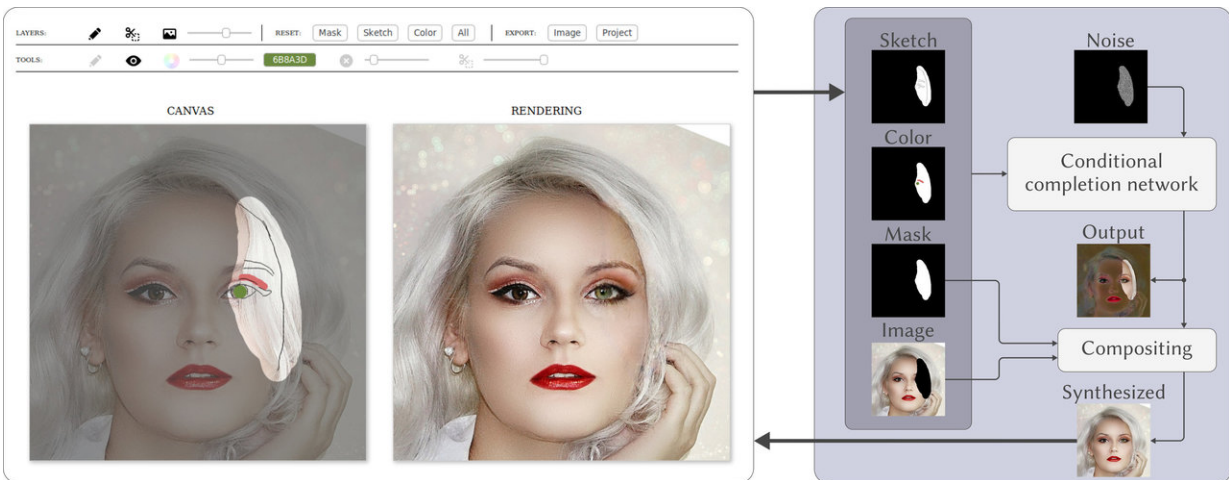 LAYERS: RESET: Mask Sketch Color All EXPORT: Image Project
TOOLS: 6B8A3D
CANVAS RENDERING
Sketch
Color
Mask
Image
Noise
Conditional
completion network
Output
Compositing
Synthesized